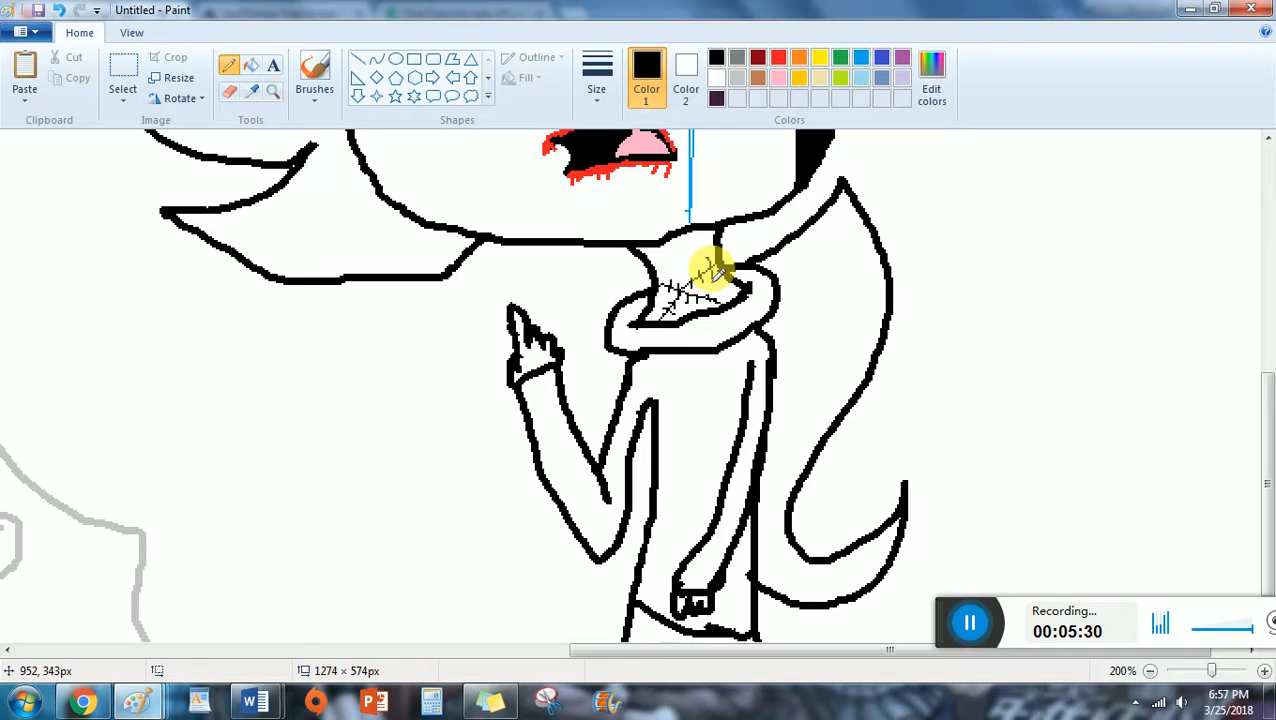 Untitled - Paint
Home
View
Paste
Cut
Copy
Clipboard
Select
Crop
Resize
Rotate
Image
A
Tools
Brushes
Outline
Fill
Shapes
Size
Color
1
Color
2
Edit
colors
Colors
Recording...
00:05:30
952, 343px
1274 × 574px
200%
6:57 PM
3/25/2018